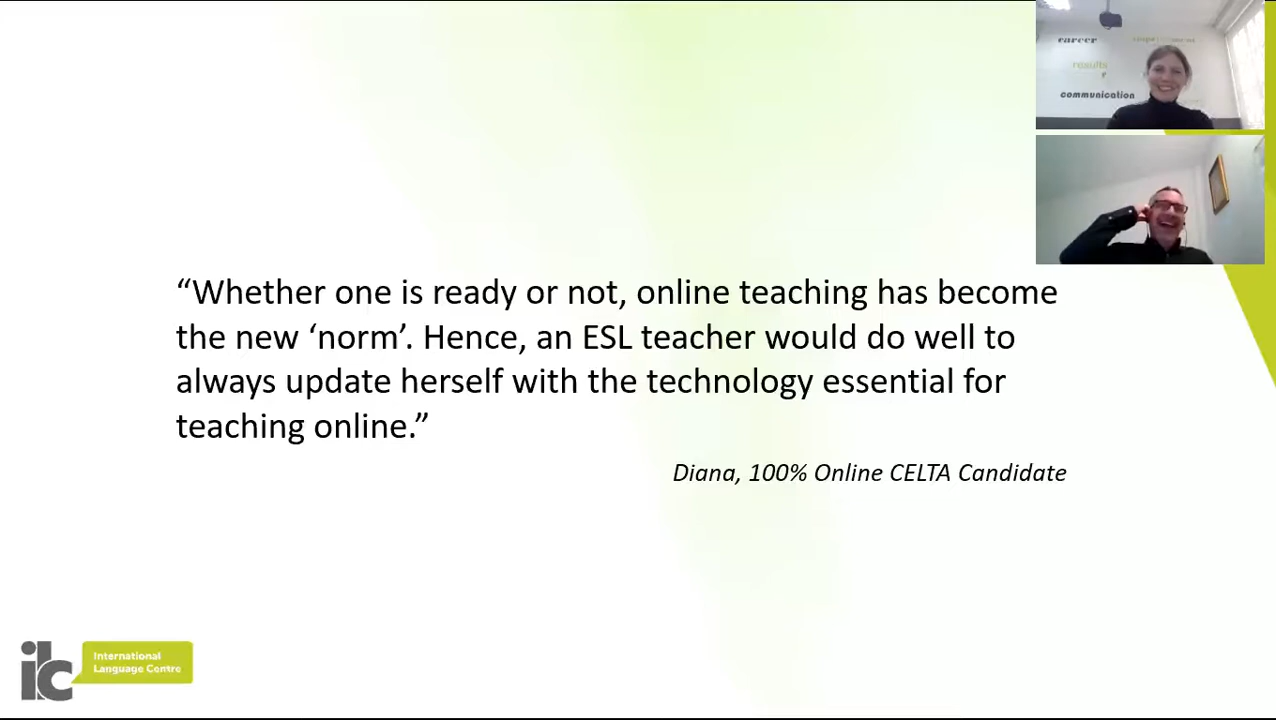 career
results
communication
“Whether one is ready or not, online teaching has become
the new ‘norm’. Hence, an ESL teacher would do well to
always update herself with the technology essential for
teaching online.”
Diana, 100% Online CELTA Candidate
ilc
International
Language Centre